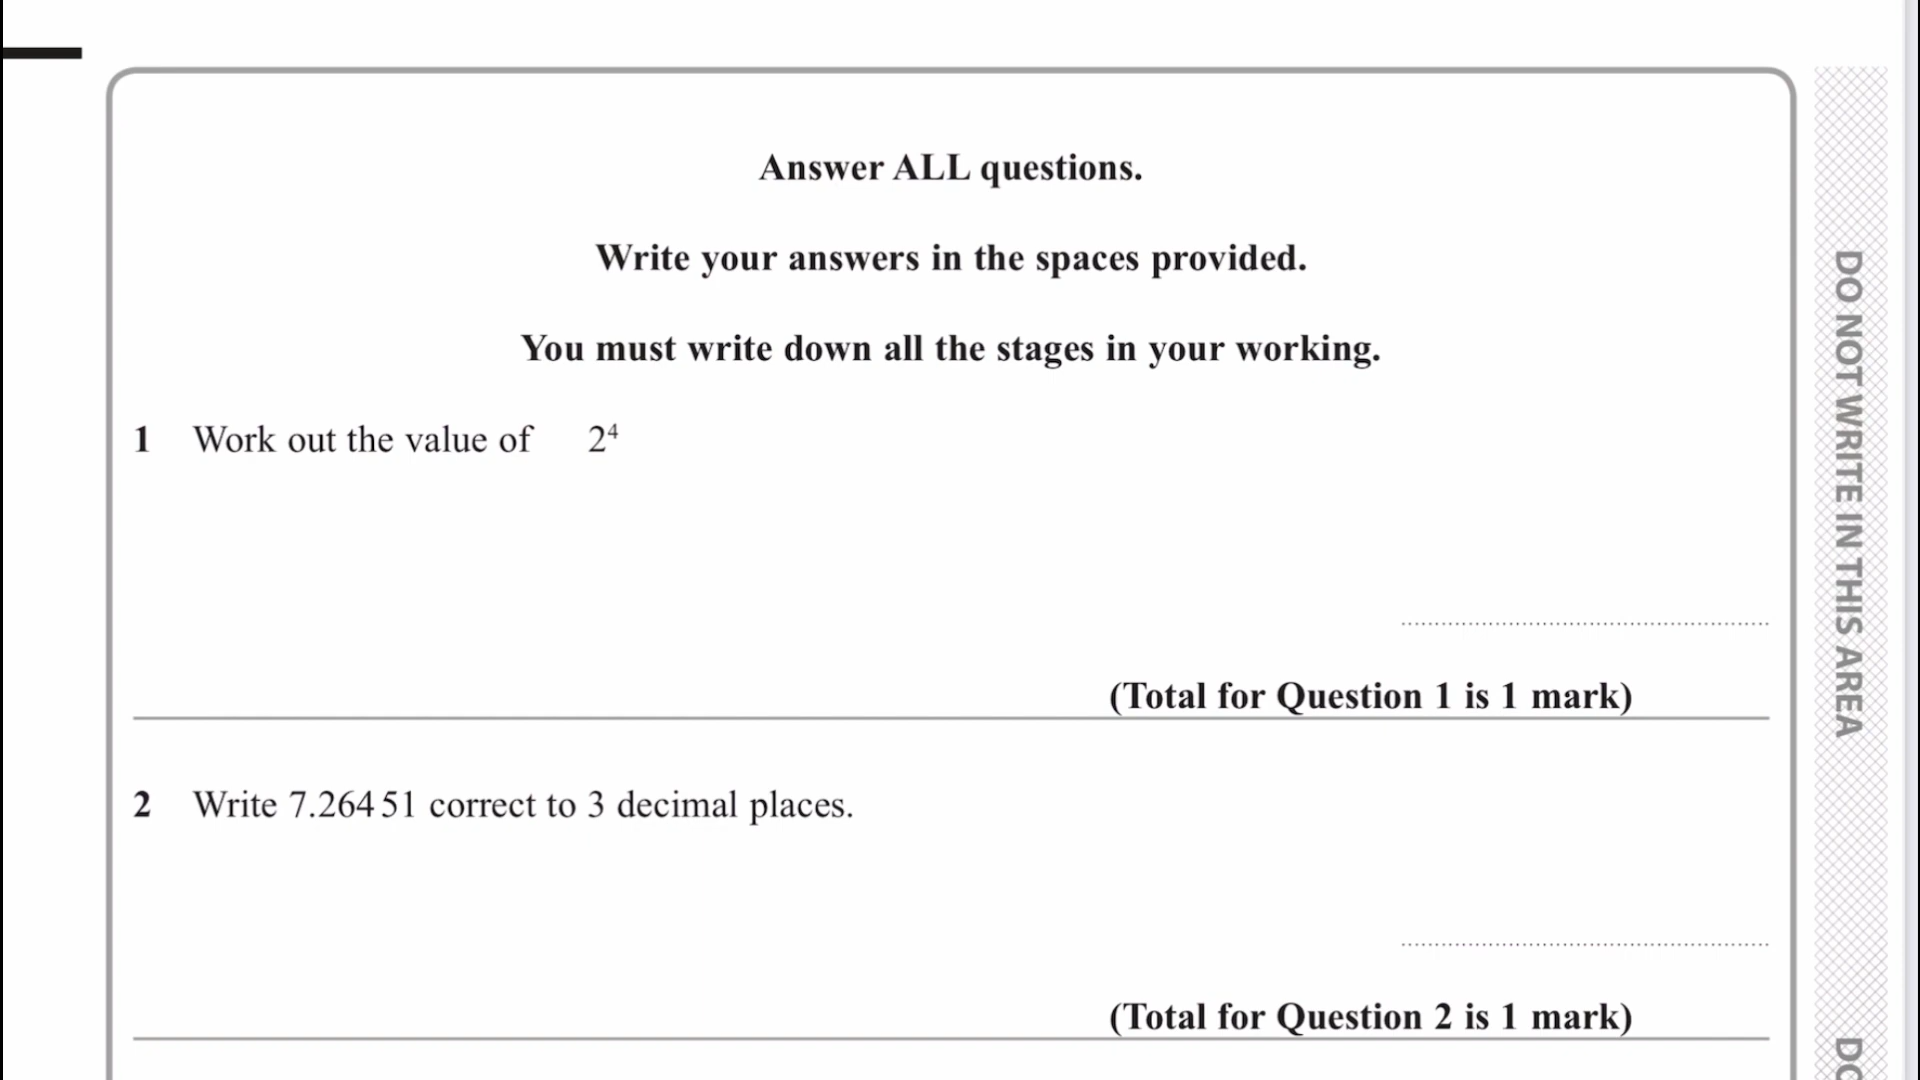 Answer ALL questions.
Write your answers in the spaces provided.
You must write down all the stages in your working.
1 Work out the value of 2⁴
(Total for Question 1 is 1 mark)
2 Write 7.264 51 correct to 3 decimal places.
(Total for Question 2 is 1 mark)
DO NOT WRITE IN THIS AREA